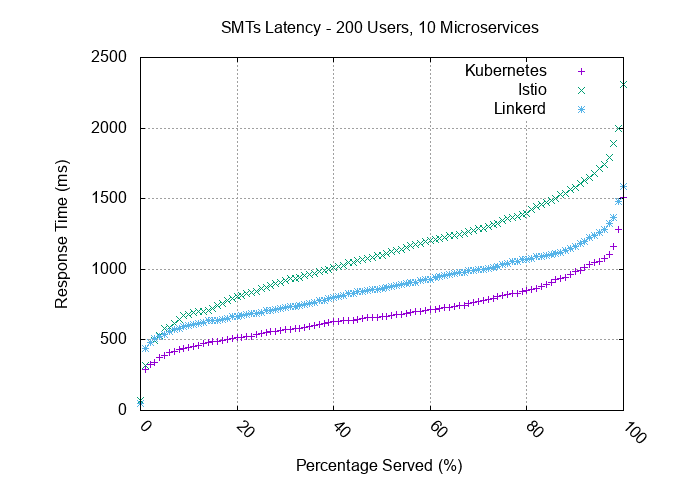 SMTs Latency - 200 Users, 10 Microservices
2500
2000
1500
1000
500
0
Response Time (ms)
Kubernetes
Istio
Linkerd
0 20 40 60 80 100
Percentage Served (%)